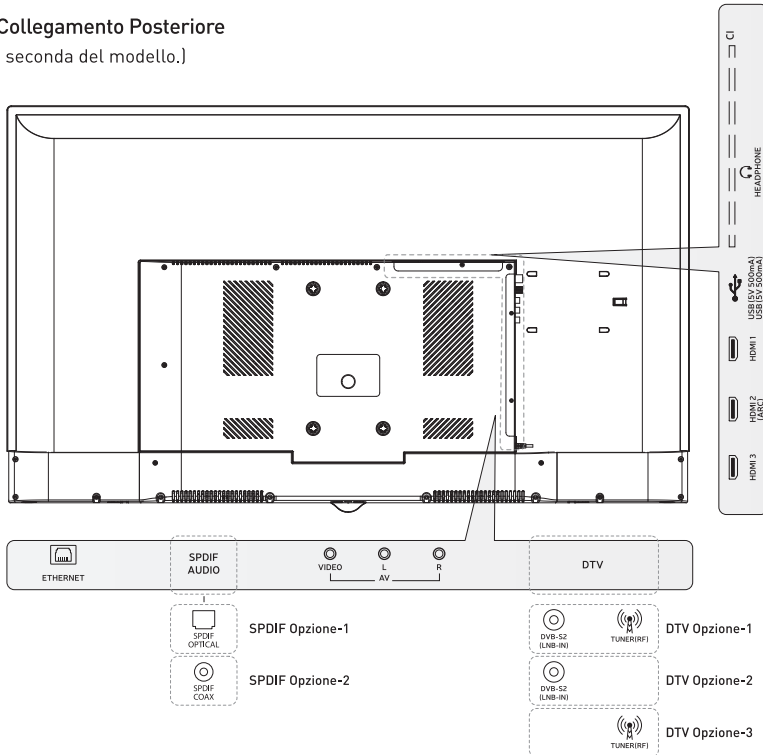 Collegamento Posteriore
seconda del modello.)
CI
HEADPHONE
USB (5V 500mA)
USB (5V 500mA)
HDMI 1
HDMI 2
(ARC)
HDMI 3
ETHERNET
SPDIF
AUDIO
VIDEO
L
R
AV
DTV
SPDIF
OPTICAL
SPDIF Opzione-1
DVB-S2
(LNB-IN)
TUNER(RF)
DTV Opzione-1
SPDIF
COAX
SPDIF Opzione-2
DVB-S2
(LNB-IN)
DTV Opzione-2
TUNER(RF)
DTV Opzione-3